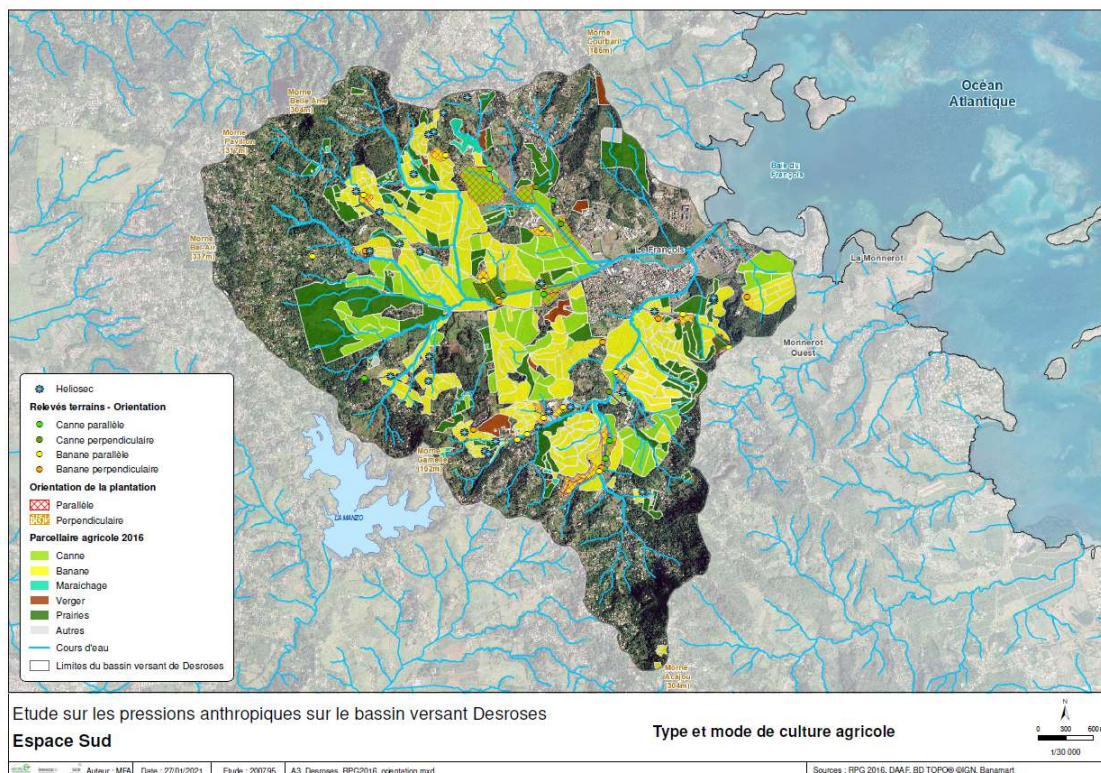 Morne
Courbaril
(186m)
Océan
Atlantique
Morne
Belle Ame
Morne
Pavillon
Baie du
François
Le François
La Monnerot
Morne
Monnerot
Ouest
Heliosec
Relevés terrains - Orientation
Canne parallèle
Canne perpendiculaire
Banane parallèle
Banane perpendiculaire
Orientation de la plantation
Parallèle
Perpendiculaire
Parcellaire agricole 2016
Canne
Banane
Maraichage
Verger
Prairies
Autres
Cours d'eau
Limites du bassin versant de Desroses
Morne
Gamelle
LA MANZO
Morne
Acajou
(304m)
Etude sur les pressions anthropiques sur le bassin versant Desroses
Espace Sud
Type et mode de culture agricole
N
0 300 600
1/30 000
Auteur : MFA Date : 27/01/2021 Etude : 200795 A3_Desroses_RPG2016_orientation.mxd
Sources : RPG 2016, DAAF, BD TOPO® @IGN, Banamart